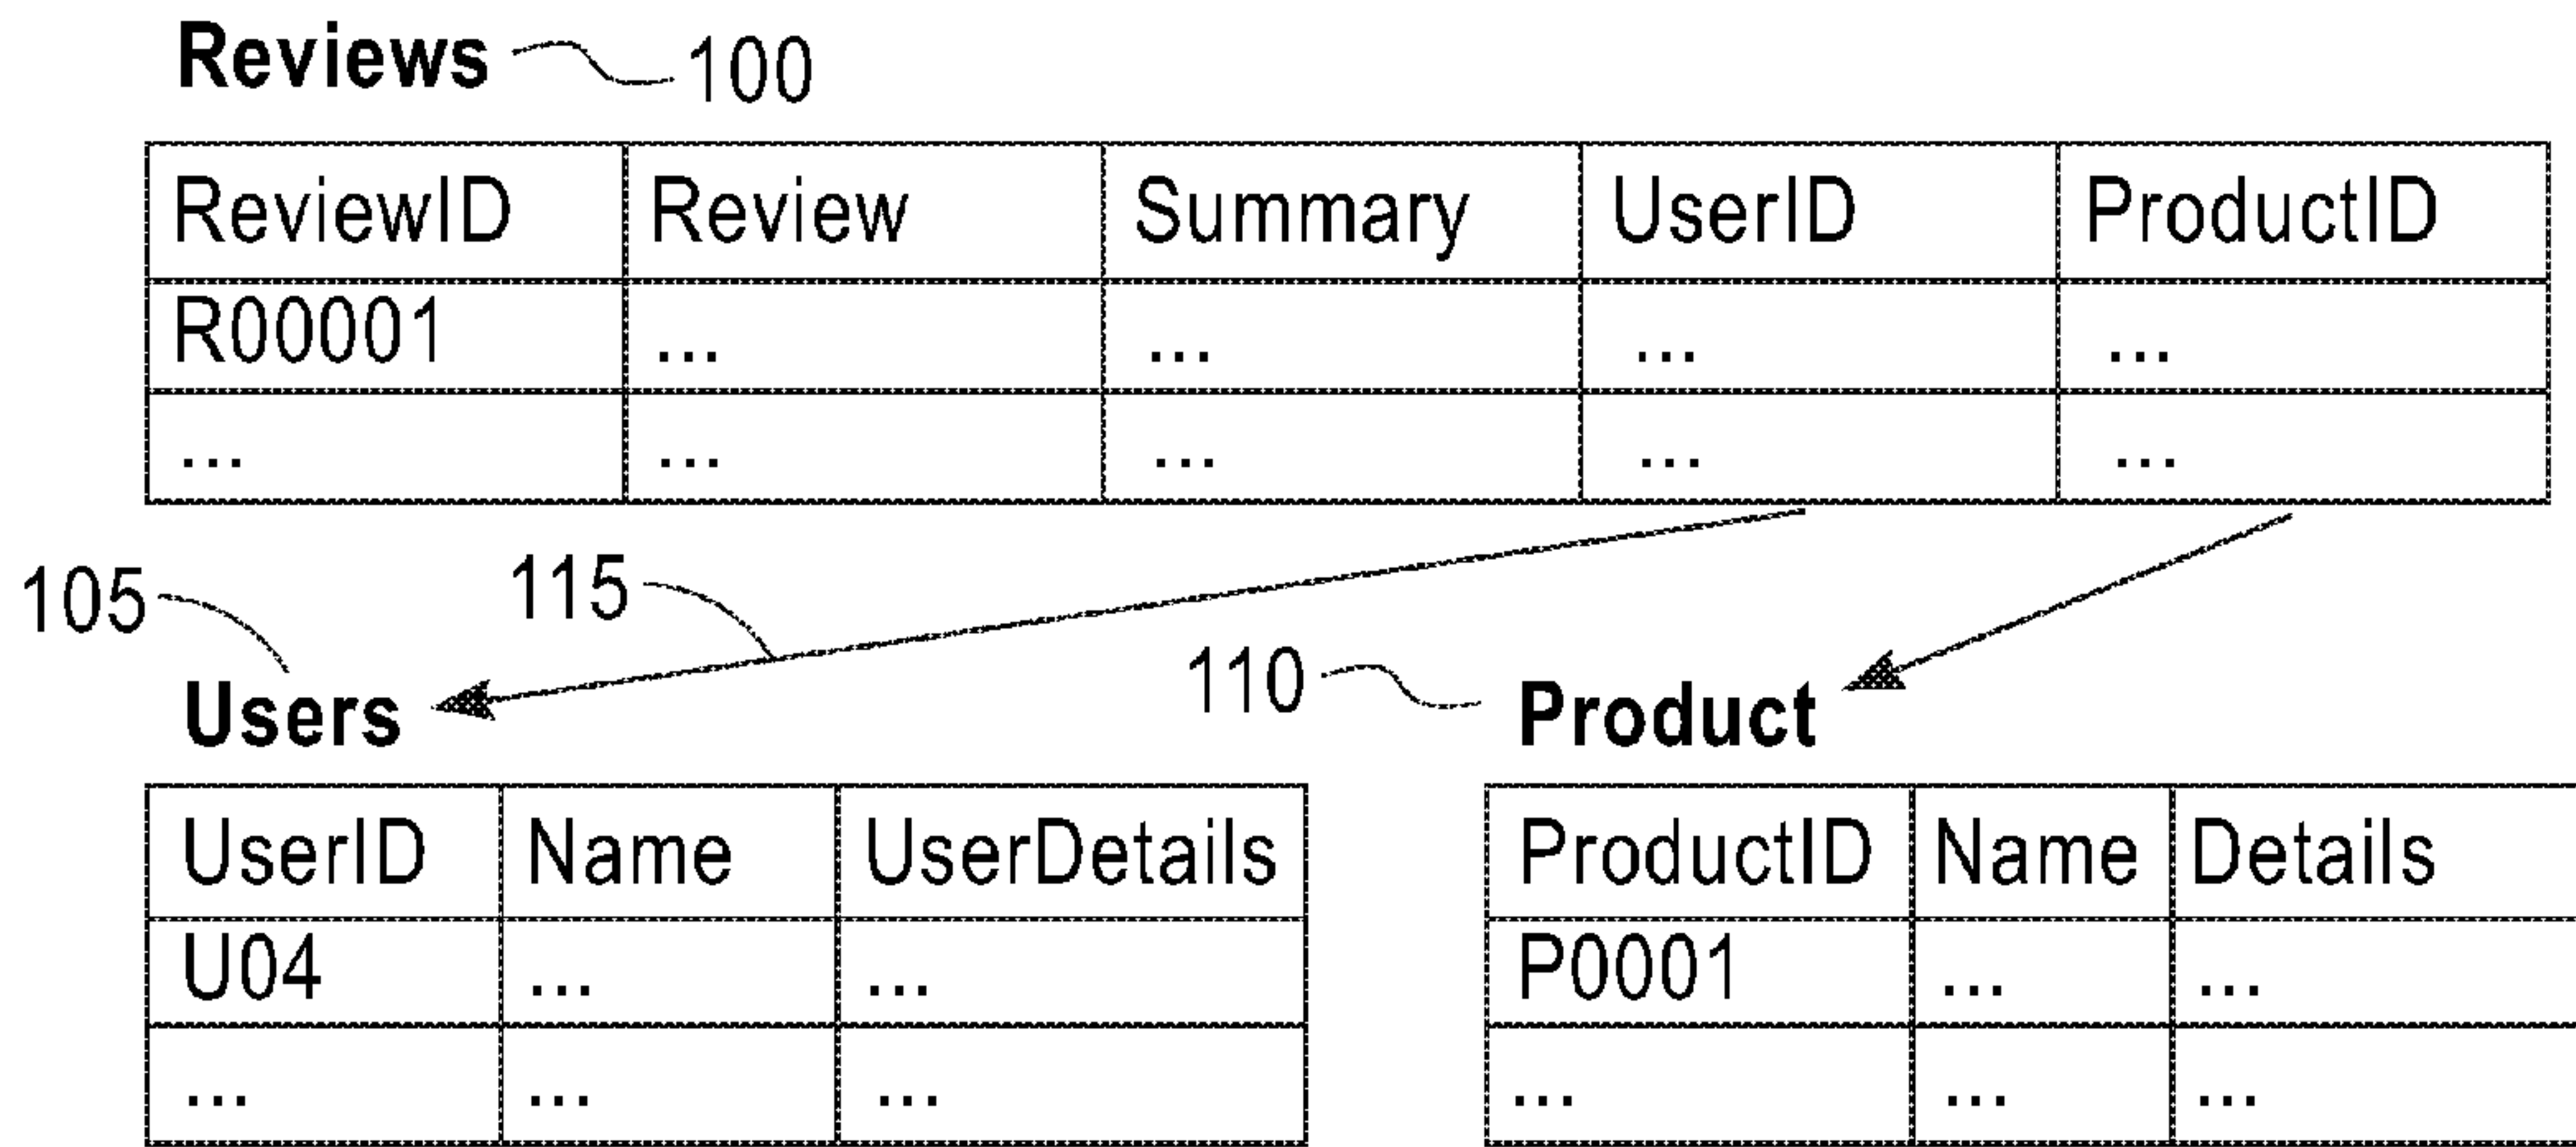 Reviews 100
ReviewID Review Summary UserID ProductID
R00001 ... ... ... ...
... ... ... ... ...
105 115 110
Users Product
UserID Name UserDetails ProductID Name Details
U04 ... ... P0001 ... ...
... ... ... ... ... ...